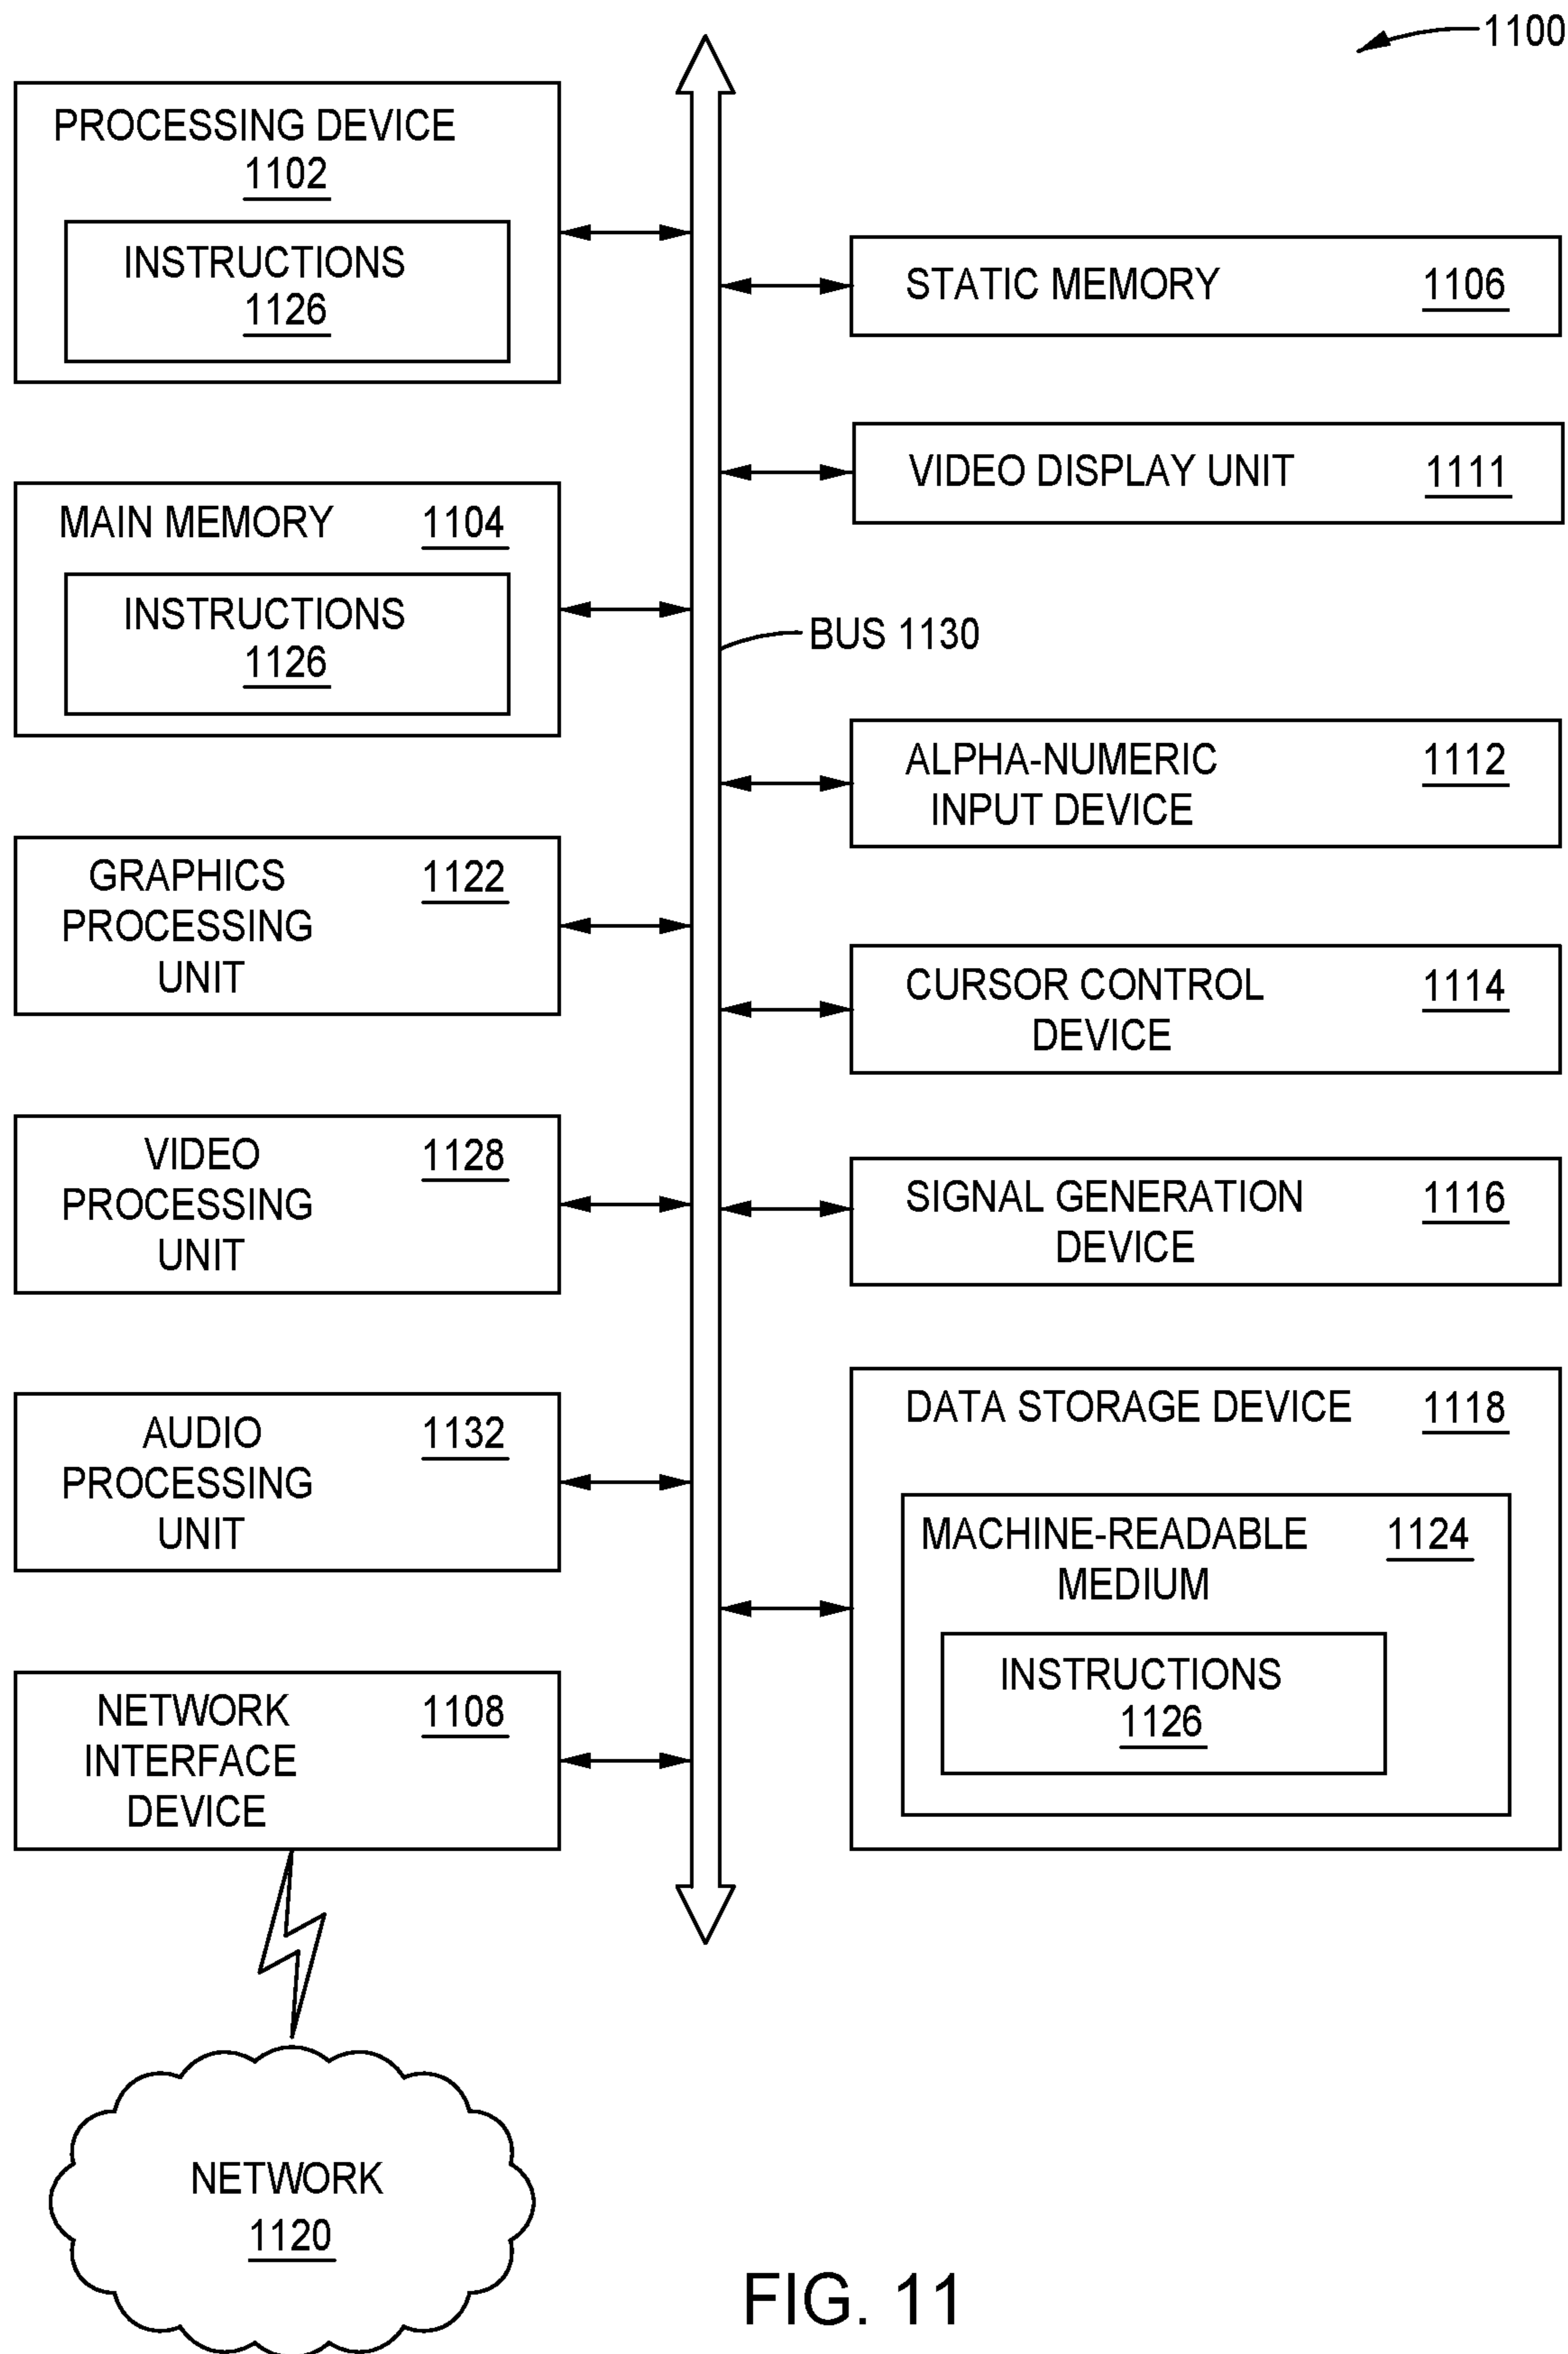 1100
PROCESSING DEVICE
1102
INSTRUCTIONS
1126
MAIN MEMORY 1104
INSTRUCTIONS
1126
GRAPHICS 1122
PROCESSING
UNIT
VIDEO 1128
PROCESSING
UNIT
AUDIO 1132
PROCESSING
UNIT
NETWORK 1108
INTERFACE
DEVICE
NETWORK
1120
BUS 1130
STATIC MEMORY 1106
VIDEO DISPLAY UNIT 1111
ALPHA-NUMERIC 1112
INPUT DEVICE
CURSOR CONTROL 1114
DEVICE
SIGNAL GENERATION 1116
DEVICE
DATA STORAGE DEVICE 1118
MACHINE-READABLE 1124
MEDIUM
INSTRUCTIONS
1126
FIG. 11